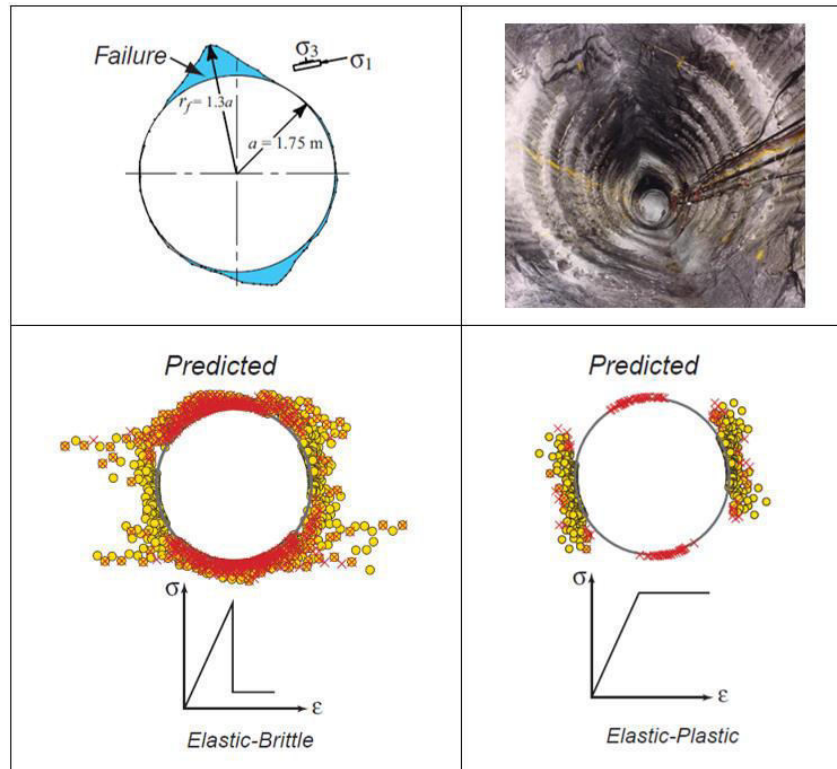 Failure
σ3
σ1
rf = 1.3a
a = 1.75 m
Predicted
σ
ε
Elastic-Brittle
Predicted
σ
ε
Elastic-Plastic